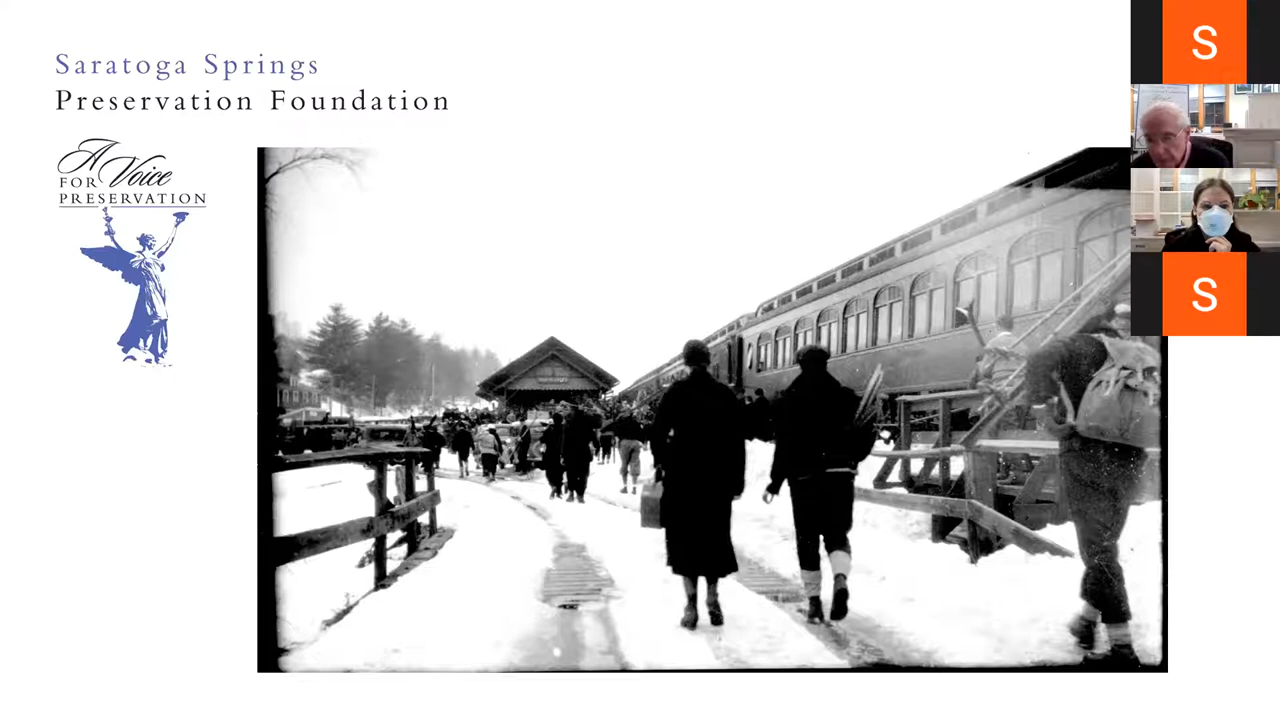 Saratoga Springs
Preservation Foundation
A Voice
FOR
PRESERVATION
S
S